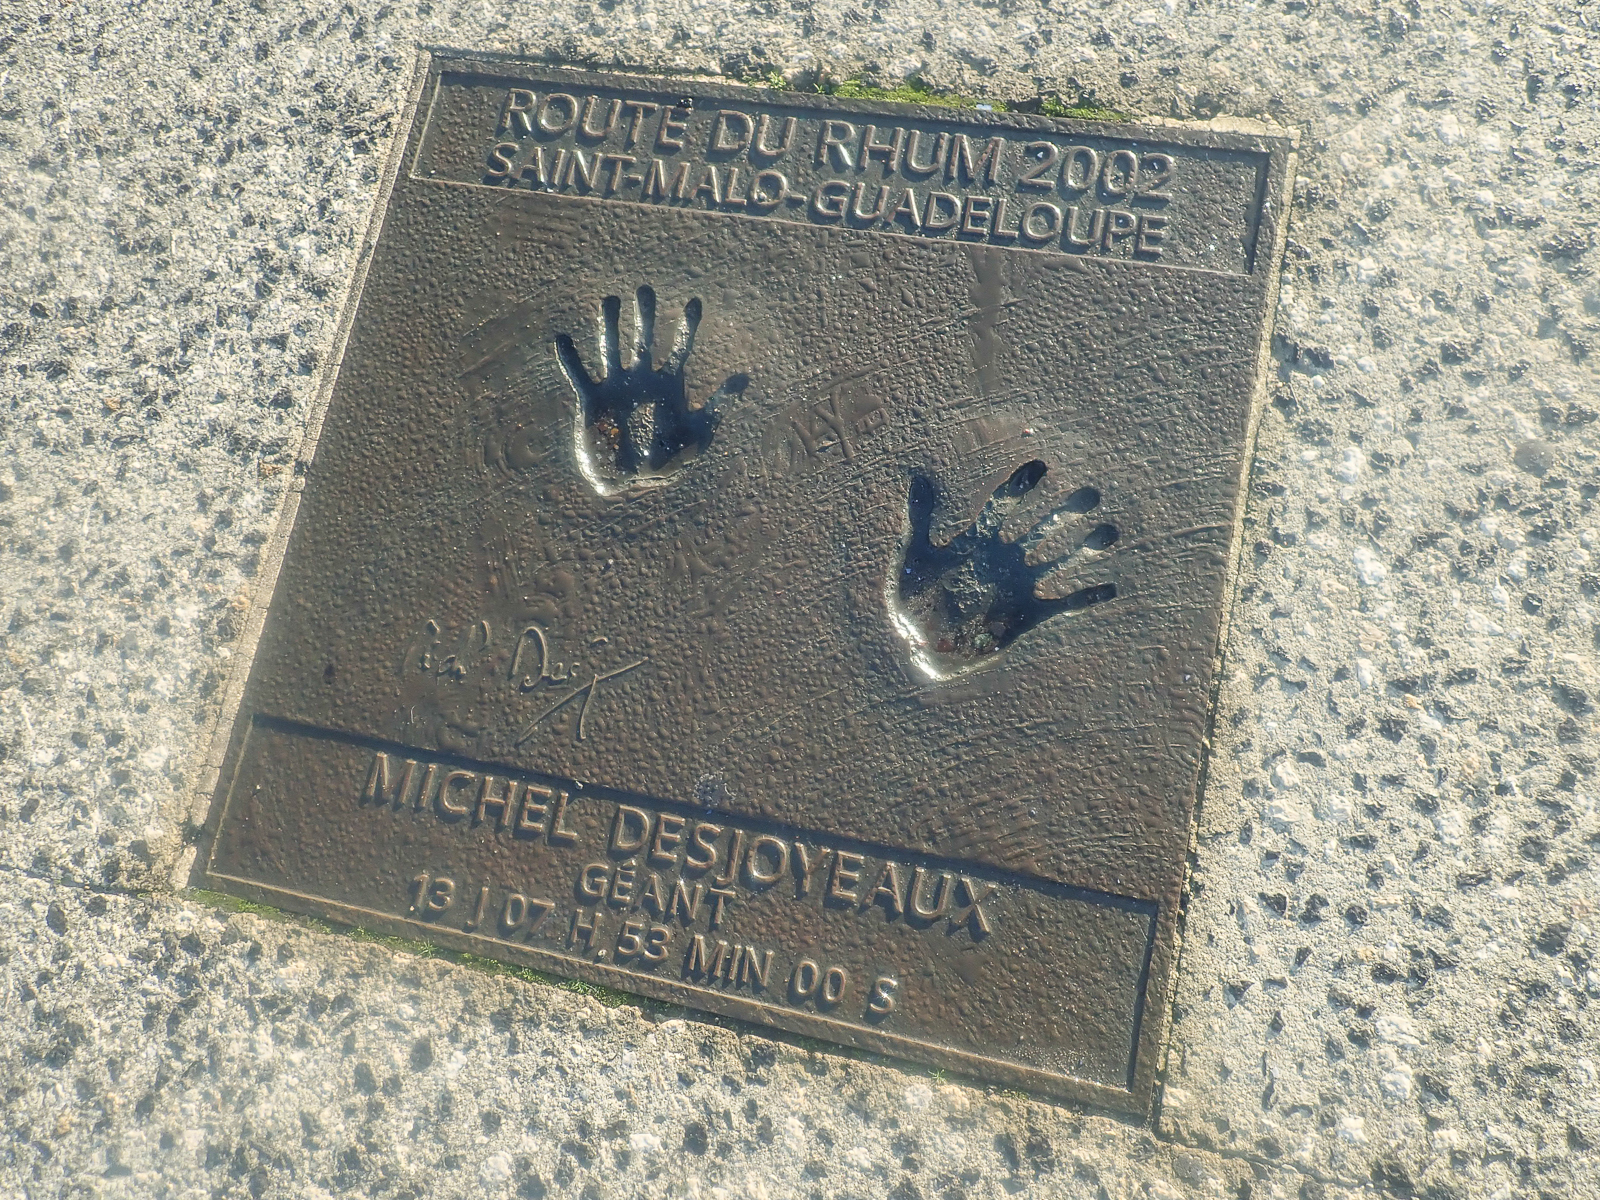 ROUTE DU RHUM 2002
SAINT-MALO-GUADELOUPE
MICHEL DESJOYEAUX
GÉANT
13 J 07 H 53 MIN 00 S